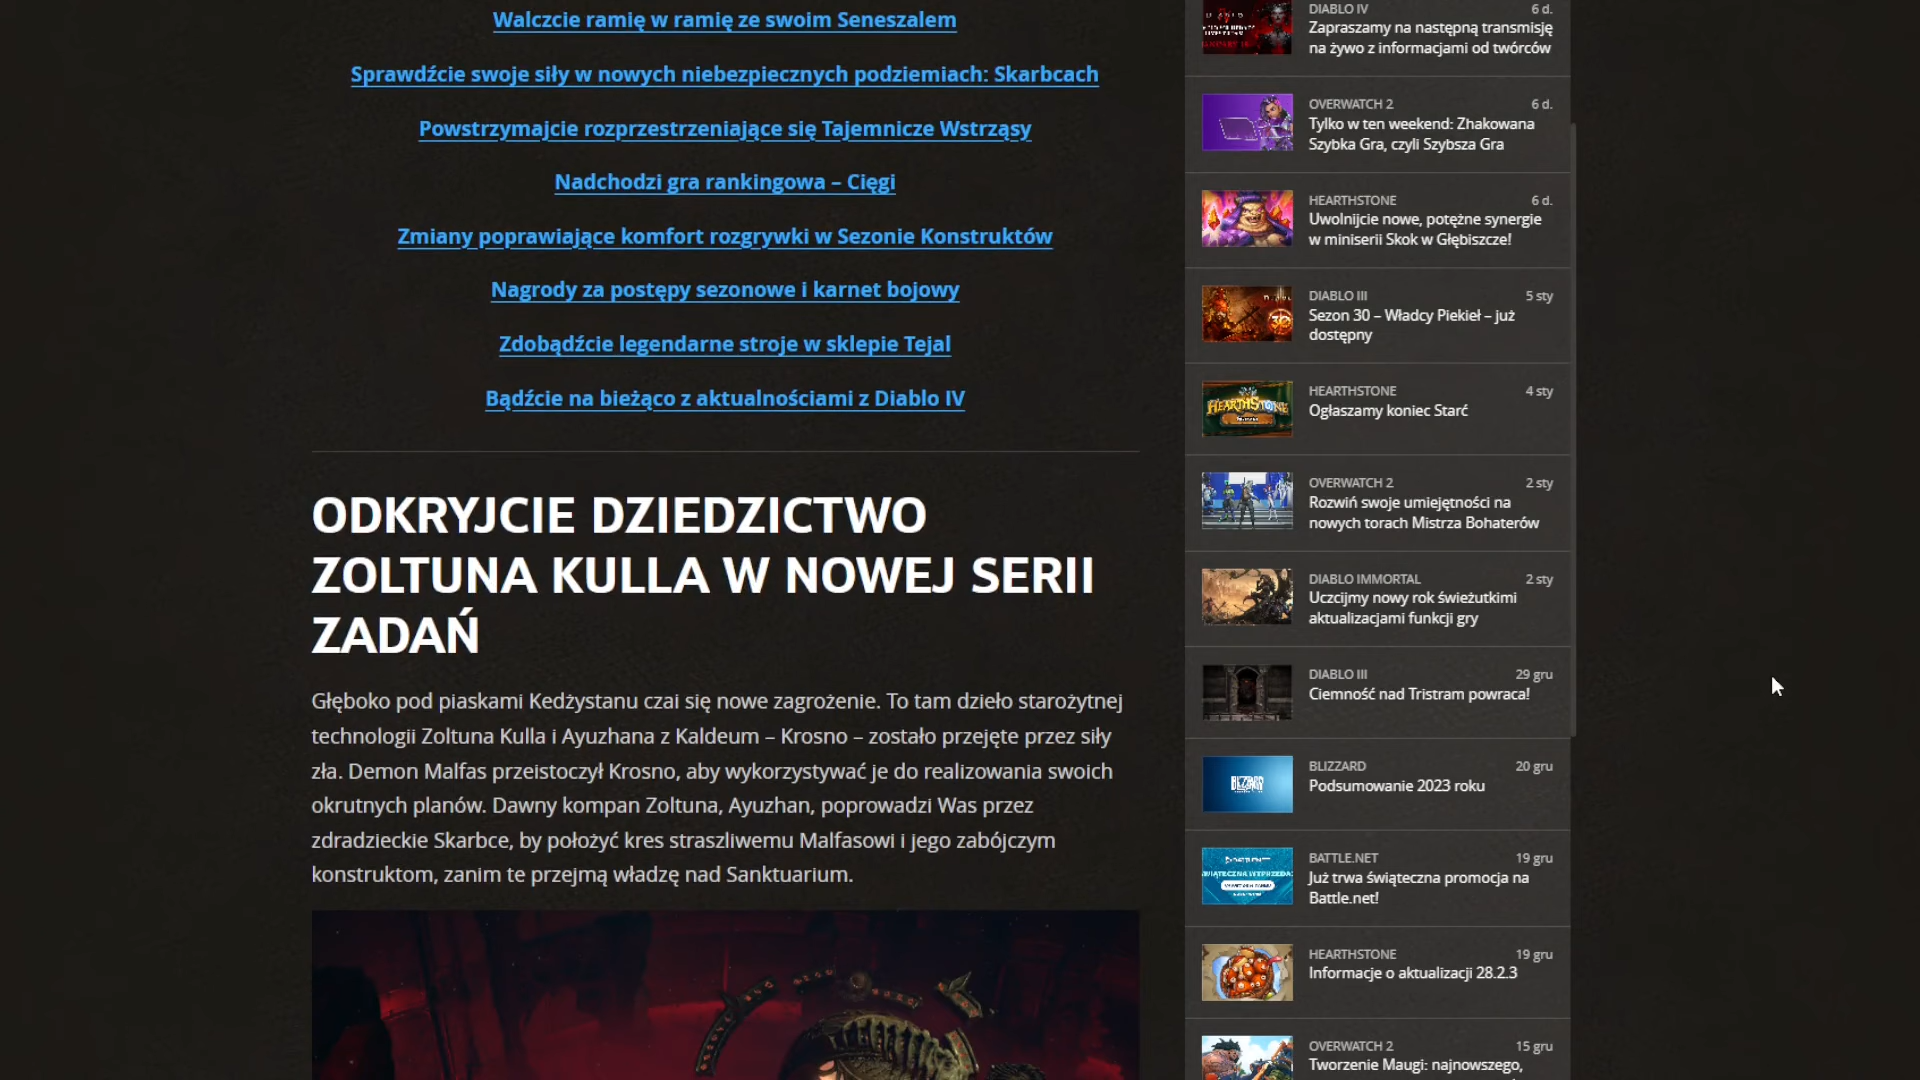 Walczcie ramię w ramię ze swoim Seneszalem
Sprawdźcie swoje siły w nowych niebezpiecznych podziemiach: Skarbcach
Powstrzymajcie rozprzestrzeniające się Tajemnicze Wstrząsy
Nadchodzi gra rankingowa – Cięgi
Zmiany poprawiające komfort rozgrywki w Sezonie Konstruktów
Nagrody za postępy sezonowe i karnet bojowy
Zdobądźcie legendarne stroje w sklepie Tejal
Bądźcie na bieżąco z aktualnościami z Diablo IV
ODKRYJCIE DZIEDZICTWO
ZOLTUNA KULLA W NOWEJ SERII
ZADAŃ
Głęboko pod piaskami Kedżystanu czai się nowe zagrożenie. To tam dzieło starożytnej
technologii Zoltuna Kulla i Ayuzhana z Kaldeum – Krosno – zostało przejęte przez siły
zła. Demon Malfas przeistoczył Krosno, aby wykorzystywać je do realizowania swoich
okrutnych planów. Dawny kompan Zoltuna, Ayuzhan, poprowadzi Was przez
zdradzieckie Skarbce, by położyć kres straszliwemu Malfasowi i jego zabójczym
konstruktom, zanim te przejmą władzę nad Sanktuarium.
DIABLO IV 6 d.
Zapraszamy na następną transmisję
na żywo z informacjami od twórców
OVERWATCH 2 6 d.
Tylko w ten weekend: Zhakowana
Szybka Gra, czyli Szybsza Gra
HEARTHSTONE 6 d.
Uwolnijcie nowe, potężne synergie
w miniserii Skok w Głębiszcze!
DIABLO III 5 sty
Sezon 30 – Władcy Piekieł – już
dostępny
HEARTHSTONE 4 sty
Ogłaszamy koniec Starć
HEARTHSTONE
OVERWATCH 2 2 sty
Rozwiń swoje umiejętności na
nowych torach Mistrza Bohaterów
DIABLO IMMORTAL 2 sty
Uczcijmy nowy rok świeżutkimi
aktualizacjami funkcji gry
DIABLO III 29 gru
Ciemność nad Tristram powraca!
BLIZZARD 20 gru
Podsumowanie 2023 roku
BLIZZARD
BATTLE.NET 19 gru
Już trwa świąteczna promocja na
Battle.net!
HEARTHSTONE 19 gru
Informacje o aktualizacji 28.2.3
OVERWATCH 2 15 gru
Tworzenie Maugi: najnowszego,